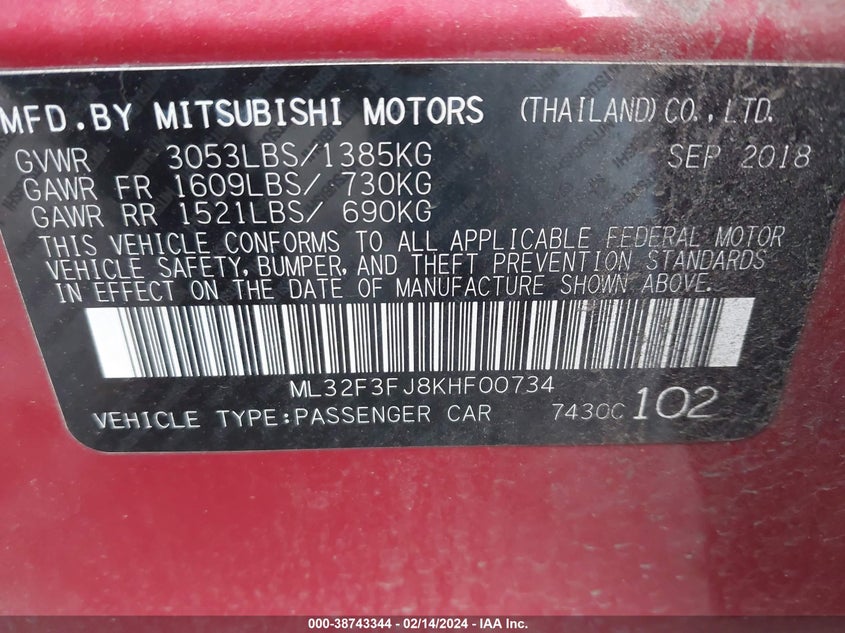 MFD.BY MITSUBISHI MOTORS (THAILAND) CO., LTD.
GVWR 3053LBS/1385KG SEP 2018
GAWR FR 1609LBS/ 730KG
GAWR RR 1521LBS/ 690KG
THIS VEHICLE CONFORMS TO ALL APPLICABLE FEDERAL MOTOR
VEHICLE SAFETY, BUMPER, AND THEFT PREVENTION STANDARDS
IN EFFECT ON THE DATE OF MANUFACTURE SHOWN ABOVE.
ML32F3FJ8KHF00734
VEHICLE TYPE:PASSENGER CAR 7430C 102
000-38743344 - 02/14/2024 - IAA Inc.